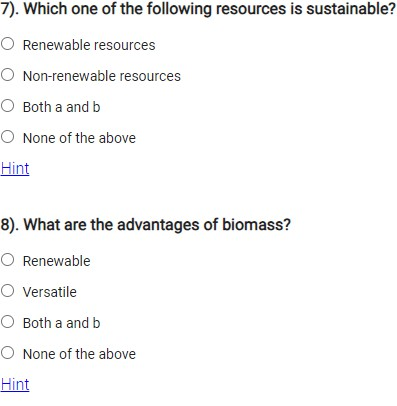 7). Which one of the following resources is sustainable?
Renewable resources
Non-renewable resources
Both a and b
None of the above
Hint
8). What are the advantages of biomass?
Renewable
Versatile
Both a and b
None of the above
Hint